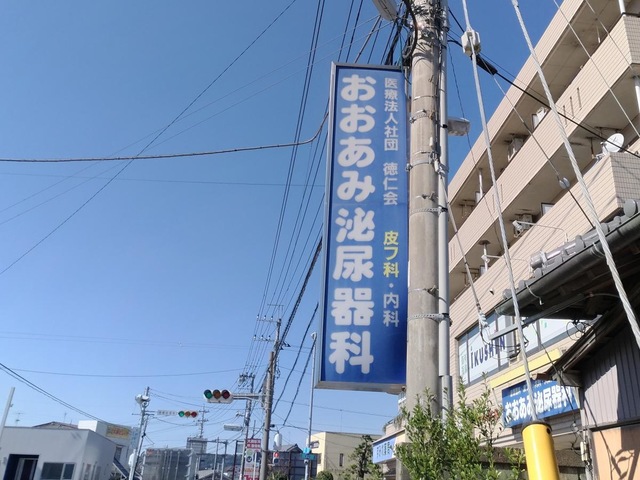 医療法人社団 徳仁会
おおあみ泌尿器科
皮フ科・内科
おおあみ泌尿器科